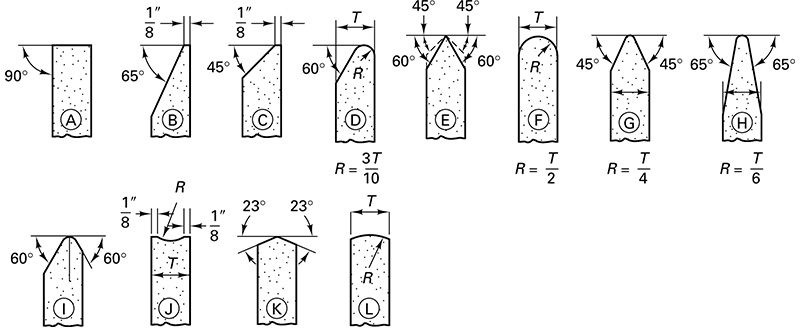 1″
8
90°
A
65°
B
1″
8
45°
C
T
60°
R
D
R = 3T
10
45° 45°
60° 60°
E
T
R
F
R = T
2
45° 45°
G
R = T
4
65° 65°
H
R = T
6
60° 60°
I
R
1″
8
1″
8
T
J
23° 23°
K
T
R
L